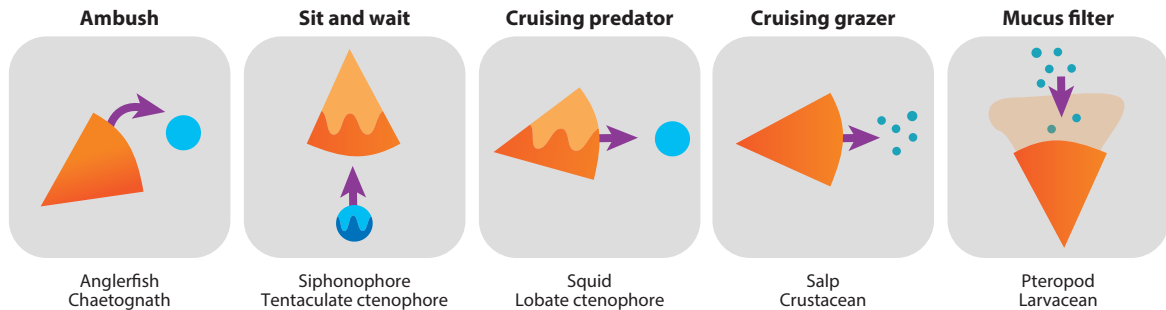 Ambush
Sit and wait
Cruising predator
Cruising grazer
Mucus filter
Anglerfish
Chaetognath
Siphonophore
Tentaculate ctenophore
Squid
Lobate ctenophore
Salp
Crustacean
Pteropod
Larvacean